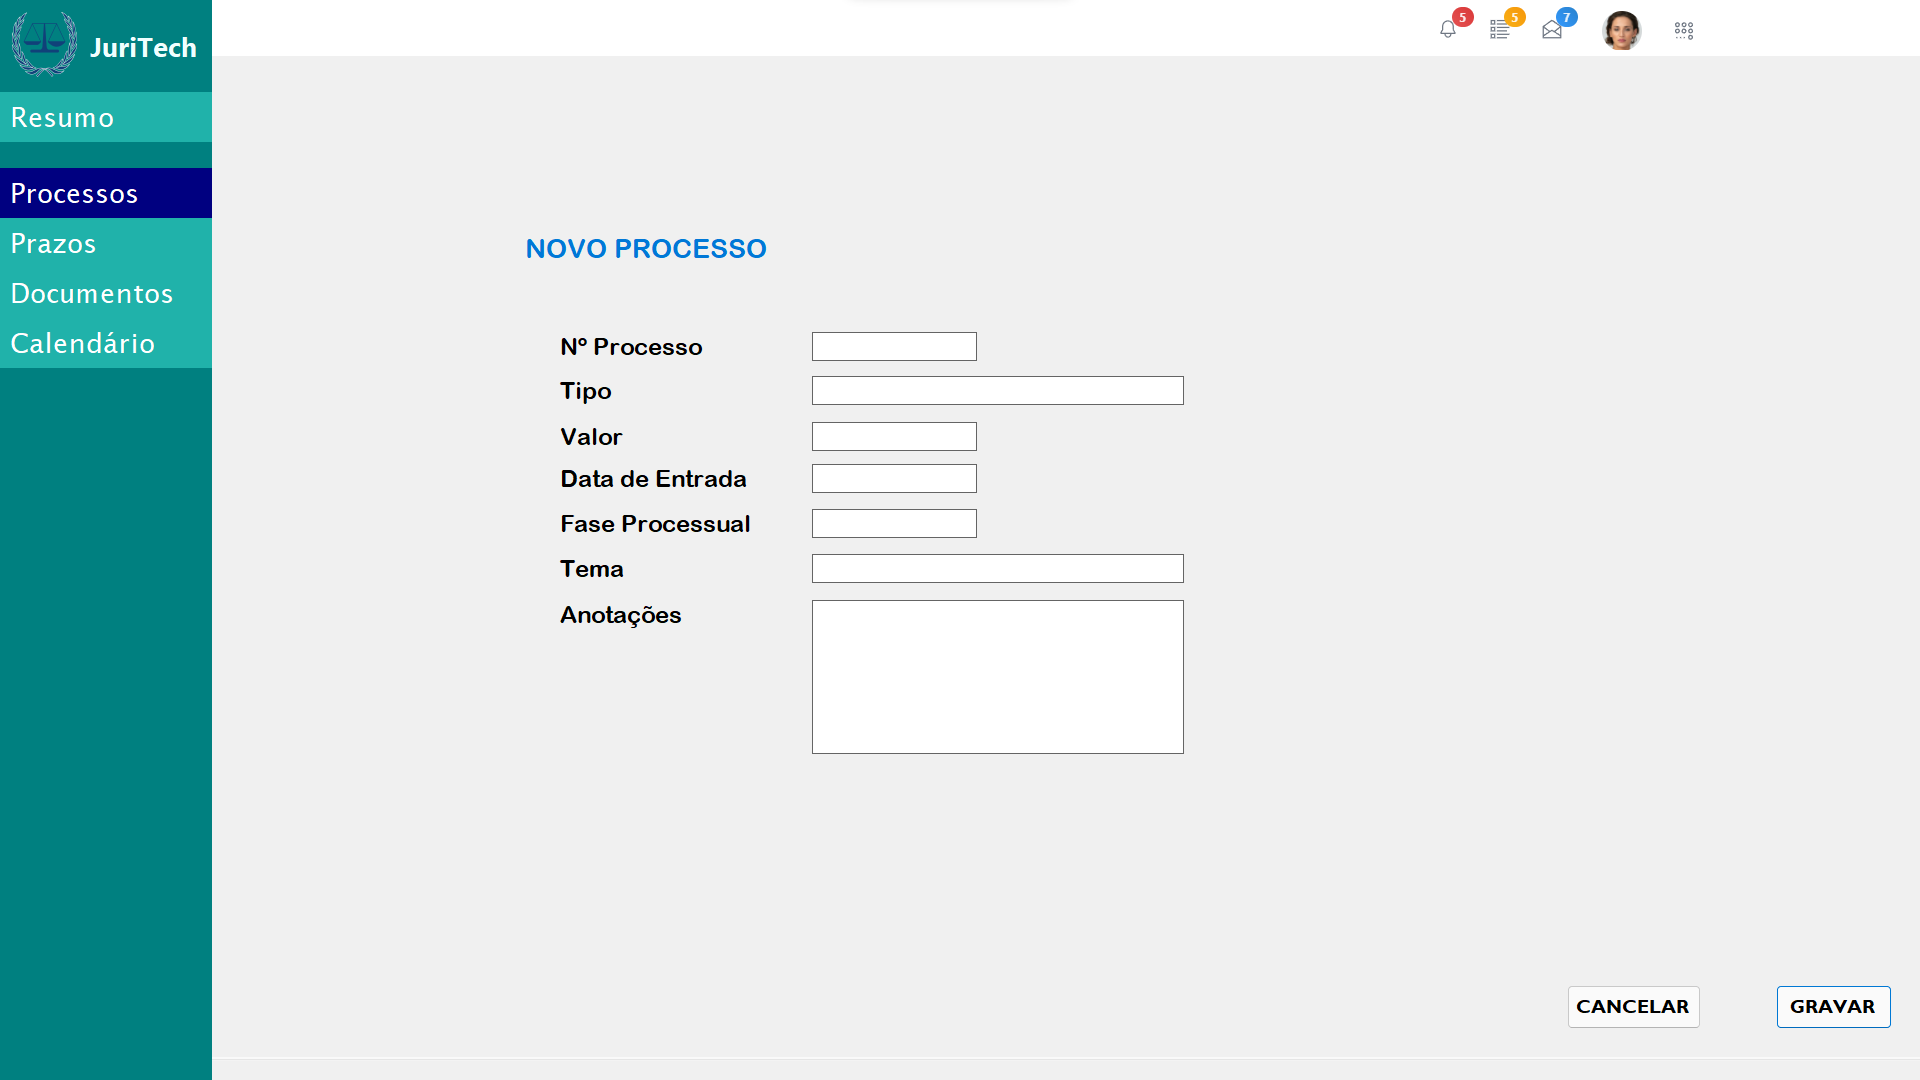 JuriTech
5
5
7
Resumo
Processos
Prazos
Documentos
Calendário
NOVO PROCESSO
Nº Processo
Tipo
Valor
Data de Entrada
Fase Processual
Tema
Anotações
CANCELAR
GRAVAR